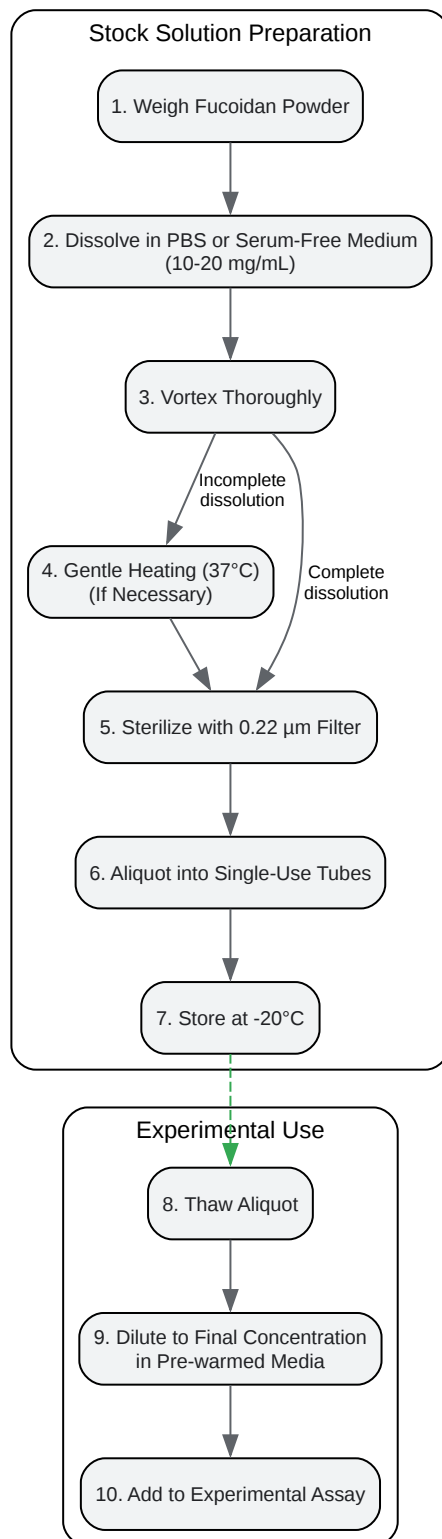 Stock Solution Preparation
1. Weigh Fucoidan Powder
2. Dissolve in PBS or Serum-Free Medium
(10-20 mg/mL)
3. Vortex Thoroughly
Incomplete
dissolution
4. Gentle Heating (37°C)
(If Necessary)
Complete
dissolution
5. Sterilize with 0.22 µm Filter
6. Aliquot into Single-Use Tubes
7. Store at -20°C
Experimental Use
8. Thaw Aliquot
9. Dilute to Final Concentration
in Pre-warmed Media
10. Add to Experimental Assay